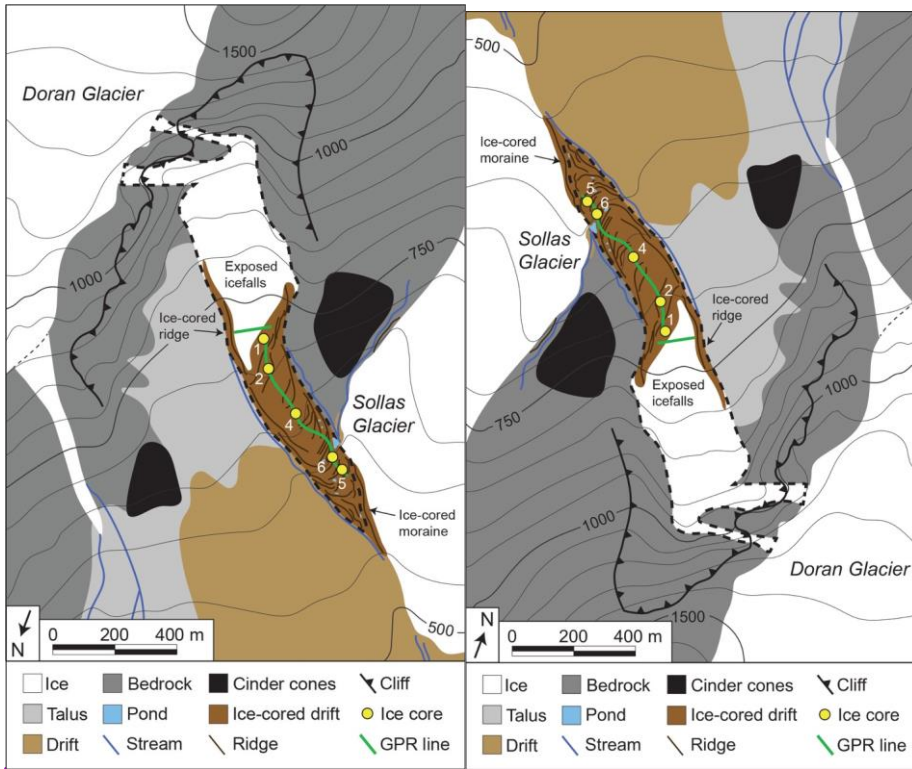 1500
Doran Glacier
1000
1000
750
Exposed
icefalls
Ice-cored
ridge
1
2
4
6
5
Sollas
Glacier
Ice-cored
moraine
500
N
0 200 400 m
Ice Bedrock Cinder cones Cliff
Talus Pond Ice-cored drift Ice core
Drift Stream Ridge GPR line
500
Ice-cored
moraine
5
6
Sollas
Glacier
4
2
1
Ice-cored
ridge
Exposed
icefalls
750
1000
1000
Doran Glacier
1500
N
0 200 400 m
Ice Bedrock Cinder cones Cliff
Talus Pond Ice-cored drift Ice core
Drift Stream Ridge GPR line